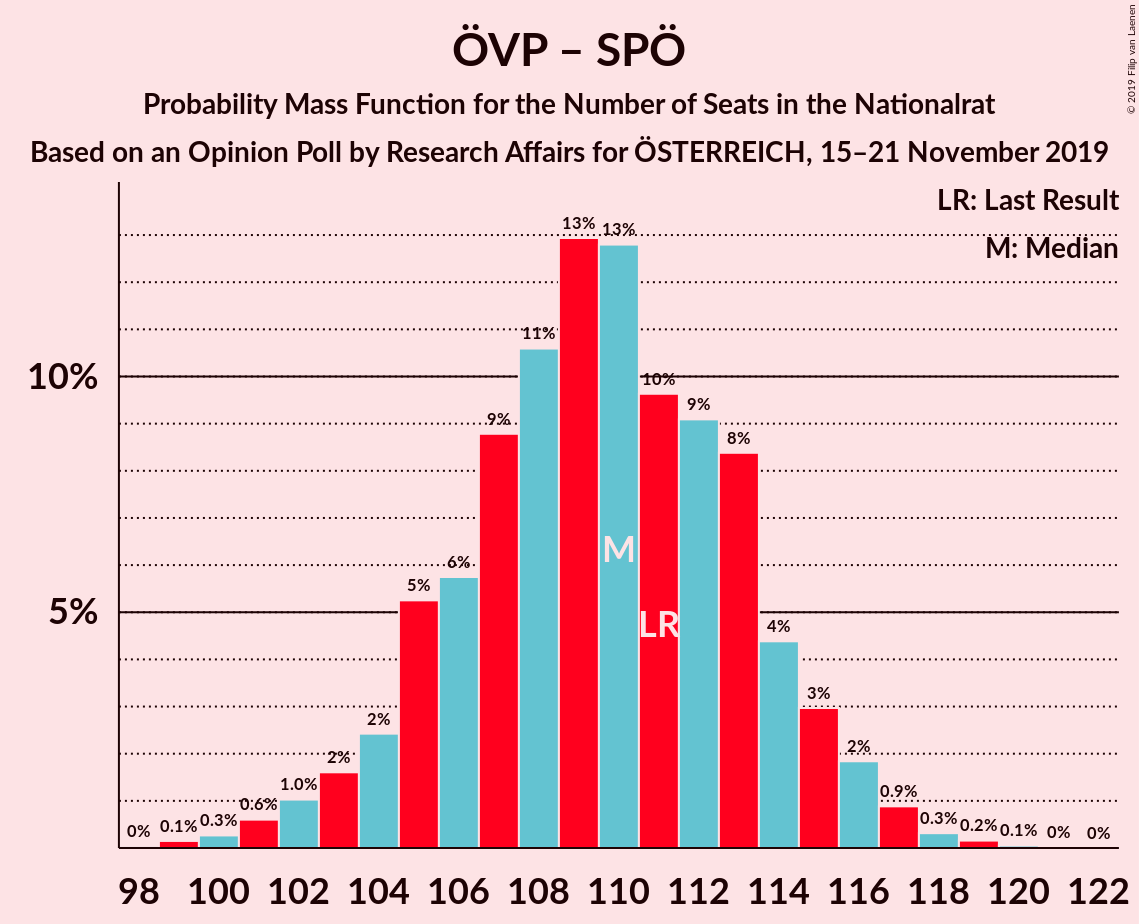 ÖVP – SPÖ
Probability Mass Function for the Number of Seats in the Nationalrat
Based on an Opinion Poll by Research Affairs for ÖSTERREICH, 15–21 November 2019
© 2019 Filip van Laenen
LR: Last Result
M: Median
13% 13%
11%
10%
10%
9%
9%
8%
M
6%
5%
5%
LR
4%
3%
2%
2%
2%
1.0%
0.9%
0.6%
0% 0.1% 0.3% 0.3% 0.2% 0.1% 0% 0%
98 100 102 104 106 108 110 112 114 116 118 120 122